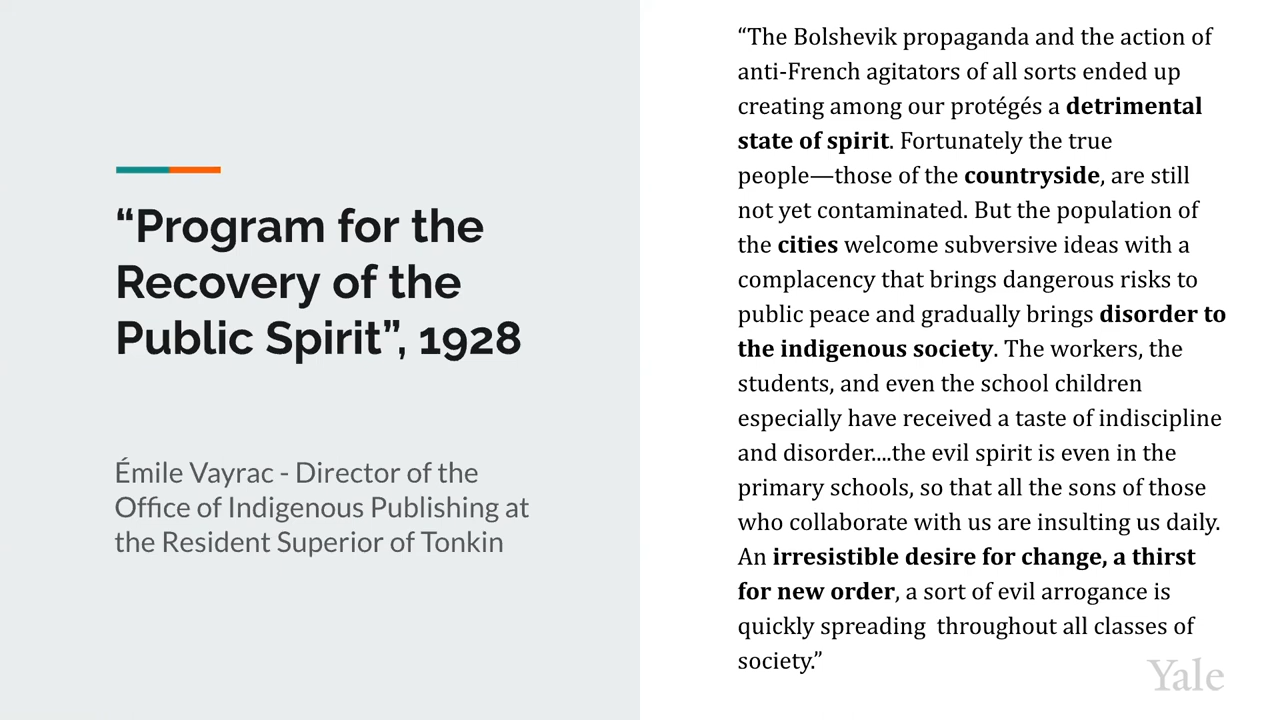 “Program for the
Recovery of the
Public Spirit”, 1928
Émile Vayrac - Director of the
Office of Indigenous Publishing at
the Resident Superior of Tonkin
“The Bolshevik propaganda and the action of
anti-French agitators of all sorts ended up
creating among our protégés a detrimental
state of spirit. Fortunately the true
people—those of the countryside, are still
not yet contaminated. But the population of
the cities welcome subversive ideas with a
complacency that brings dangerous risks to
public peace and gradually brings disorder to
the indigenous society. The workers, the
students, and even the school children
especially have received a taste of indiscipline
and disorder....the evil spirit is even in the
primary schools, so that all the sons of those
who collaborate with us are insulting us daily.
An irresistible desire for change, a thirst
for new order, a sort of evil arrogance is
quickly spreading  throughout all classes of
society.”
Yale